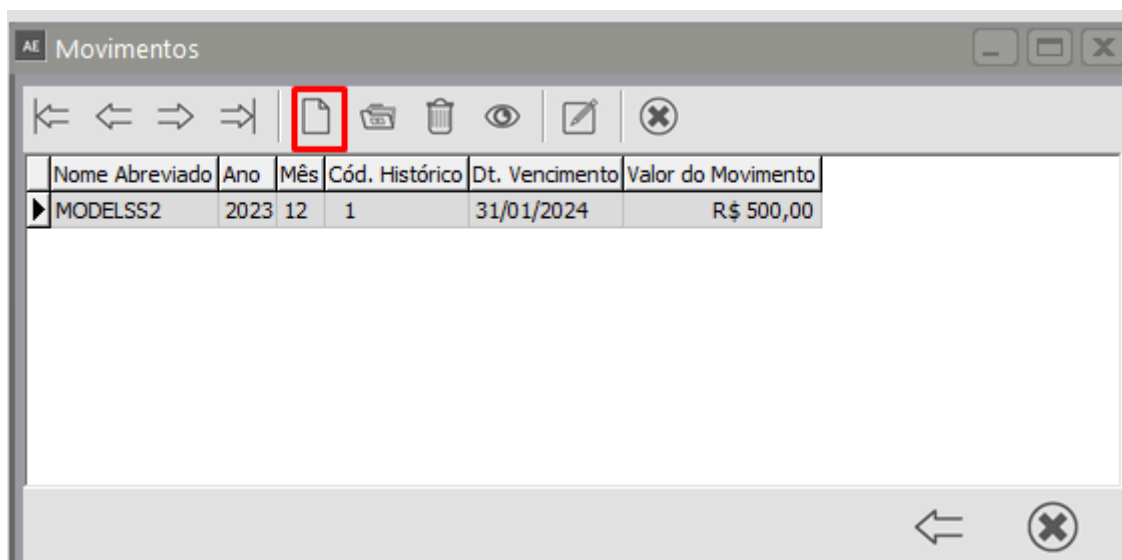 AE Movimentos
Nome Abreviado Ano Mês Cód. Histórico Dt. Vencimento Valor do Movimento
MODELSS2 2023 12 1 31/01/2024 R$ 500,00